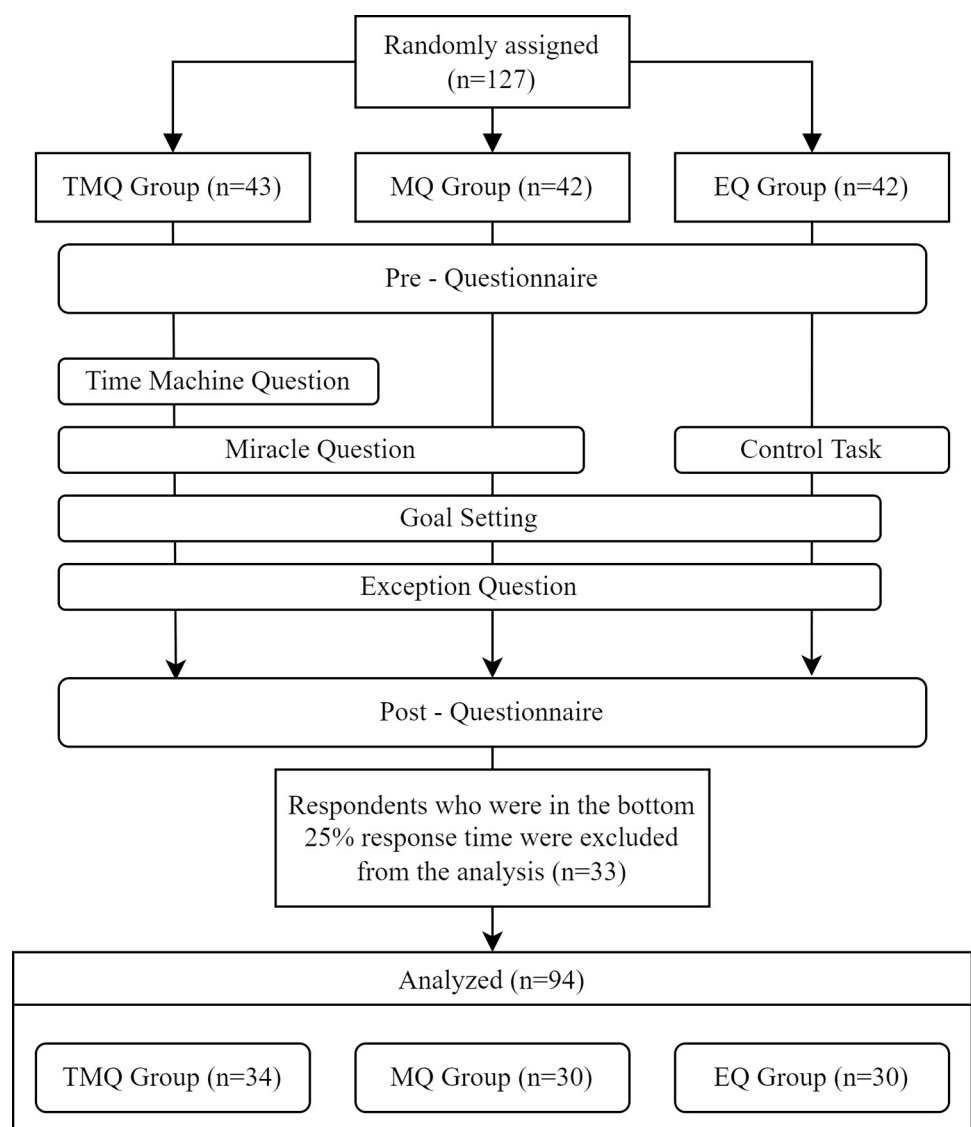 Randomly assigned
(n=127)
TMQ Group (n=43)
MQ Group (n=42)
EQ Group (n=42)
Pre - Questionnaire
Time Machine Question
Miracle Question
Control Task
Goal Setting
Exception Question
Post - Questionnaire
Respondents who were in the bottom
25% response time were excluded
from the analysis (n=33)
Analyzed (n=94)
TMQ Group (n=34)
MQ Group (n=30)
EQ Group (n=30)